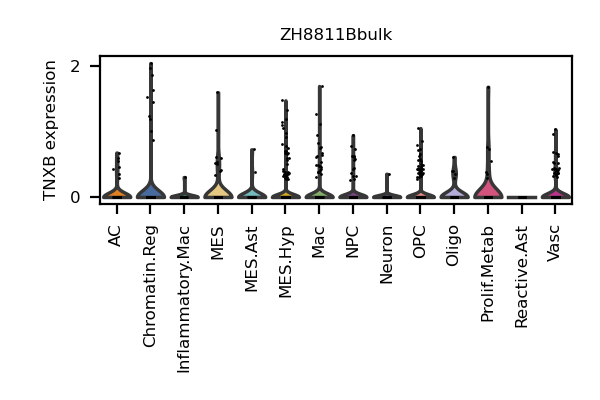 ZH8811Bbulk
TNXB expression
2
0
AC
Chromatin.Reg
Inflammatory.Mac
MES
MES.Ast
MES.Hyp
Mac
NPC
Neuron
OPC
Oligo
Prolif.Metab
Reactive.Ast
Vasc